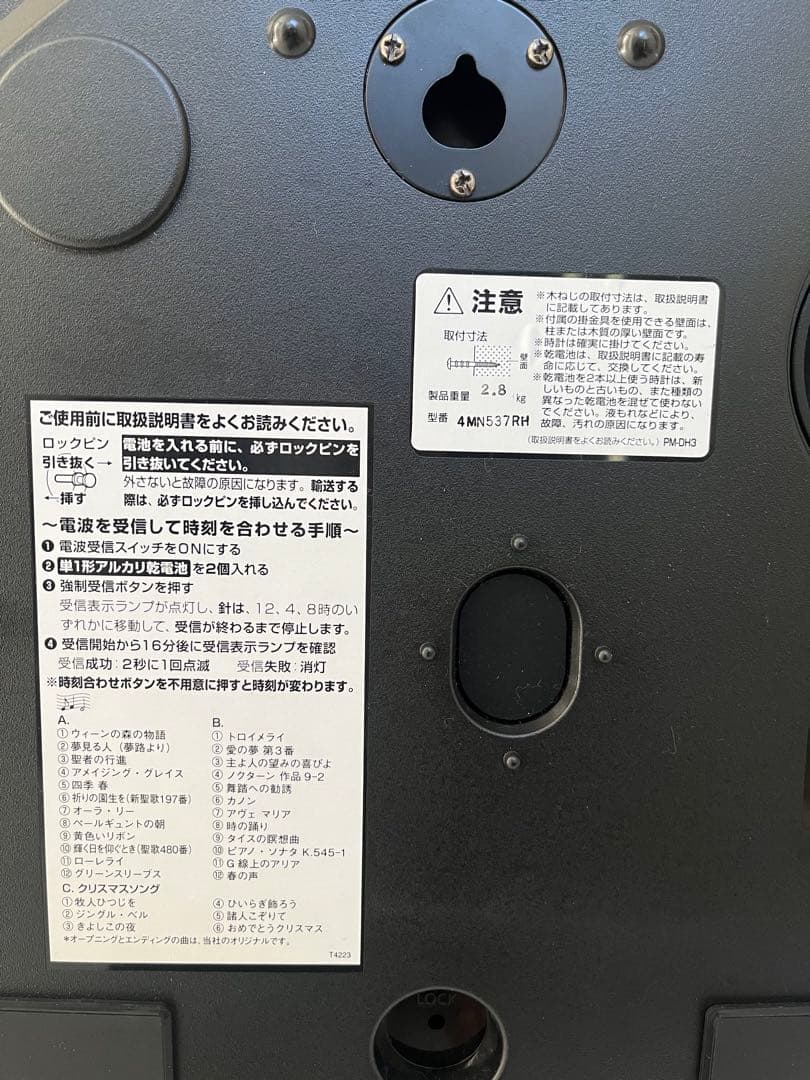 注意
※木ねじの取付寸法は、取扱説明書
に記載してあります。
※付属の掛金具を使用できる壁面は、
柱または木質の厚い壁面です。
※時計は確実に掛けてください。
※乾電池は、取扱説明書に記載の寿
命に応じて、交換してください。
※乾電池を2本以上使う時計は、新
しいものと古いもの、また種類の
異なった乾電池を混ぜて使わない
でください。液もれなどにより、
故障、汚れの原因になります。
取付寸法
壁面
製品重量 2.8 kg
型番 4MN537RH
(取扱説明書をよくお読みください。) PM-DH3
ご使用前に取扱説明書をよくお読みください。
ロックピン
引き抜く→
←挿す
電池を入れる前に、必ずロックピンを
引き抜いてください。
外さないと故障の原因になります。輸送する
際は、必ずロックピンを挿し込んでください。
〜電波を受信して時刻を合わせる手順〜
❶ 電波受信スイッチをONにする
❷ 単1形アルカリ乾電池 を2個入れる
❸ 強制受信ボタンを押す
受信表示ランプが点灯し、針は、12、4、8時のい
ずれかに移動して、受信が終わるまで停止します。
❹ 受信開始から16分後に受信表示ランプを確認
受信成功：2秒に1回点滅 受信失敗：消灯
※時刻合わせボタンを不用意に押すと時刻が変わります。
A.
①ウィーンの森の物語
②夢見る人（夢路より）
③聖者の行進
④アメイジング・グレイス
⑤四季 春
⑥祈りの園生を(新聖歌197番)
⑦オーラ・リー
⑧ペールギュントの朝
⑨黄色いリボン
⑩輝く日を仰ぐとき(聖歌480番)
⑪ローレライ
⑫グリーンスリーブス
B.
①トロイメライ
②愛の夢 第3番
③主よ人の望みの喜びよ
④ノクターン 作品9-2
⑤舞踏への勧誘
⑥カノン
⑦アヴェ マリア
⑧時の踊り
⑨タイスの瞑想曲
⑩ピアノ・ソナタ K.545-1
⑪G線上のアリア
⑫春の声
C. クリスマスソング
①牧人ひつじを
②ジングル・ベル
③きよしこの夜
④ひいらぎ飾ろう
⑤諸人こぞりて
⑥おめでとうクリスマス
*オープニングとエンディングの曲は、当社のオリジナルです。
T4223
LOCK